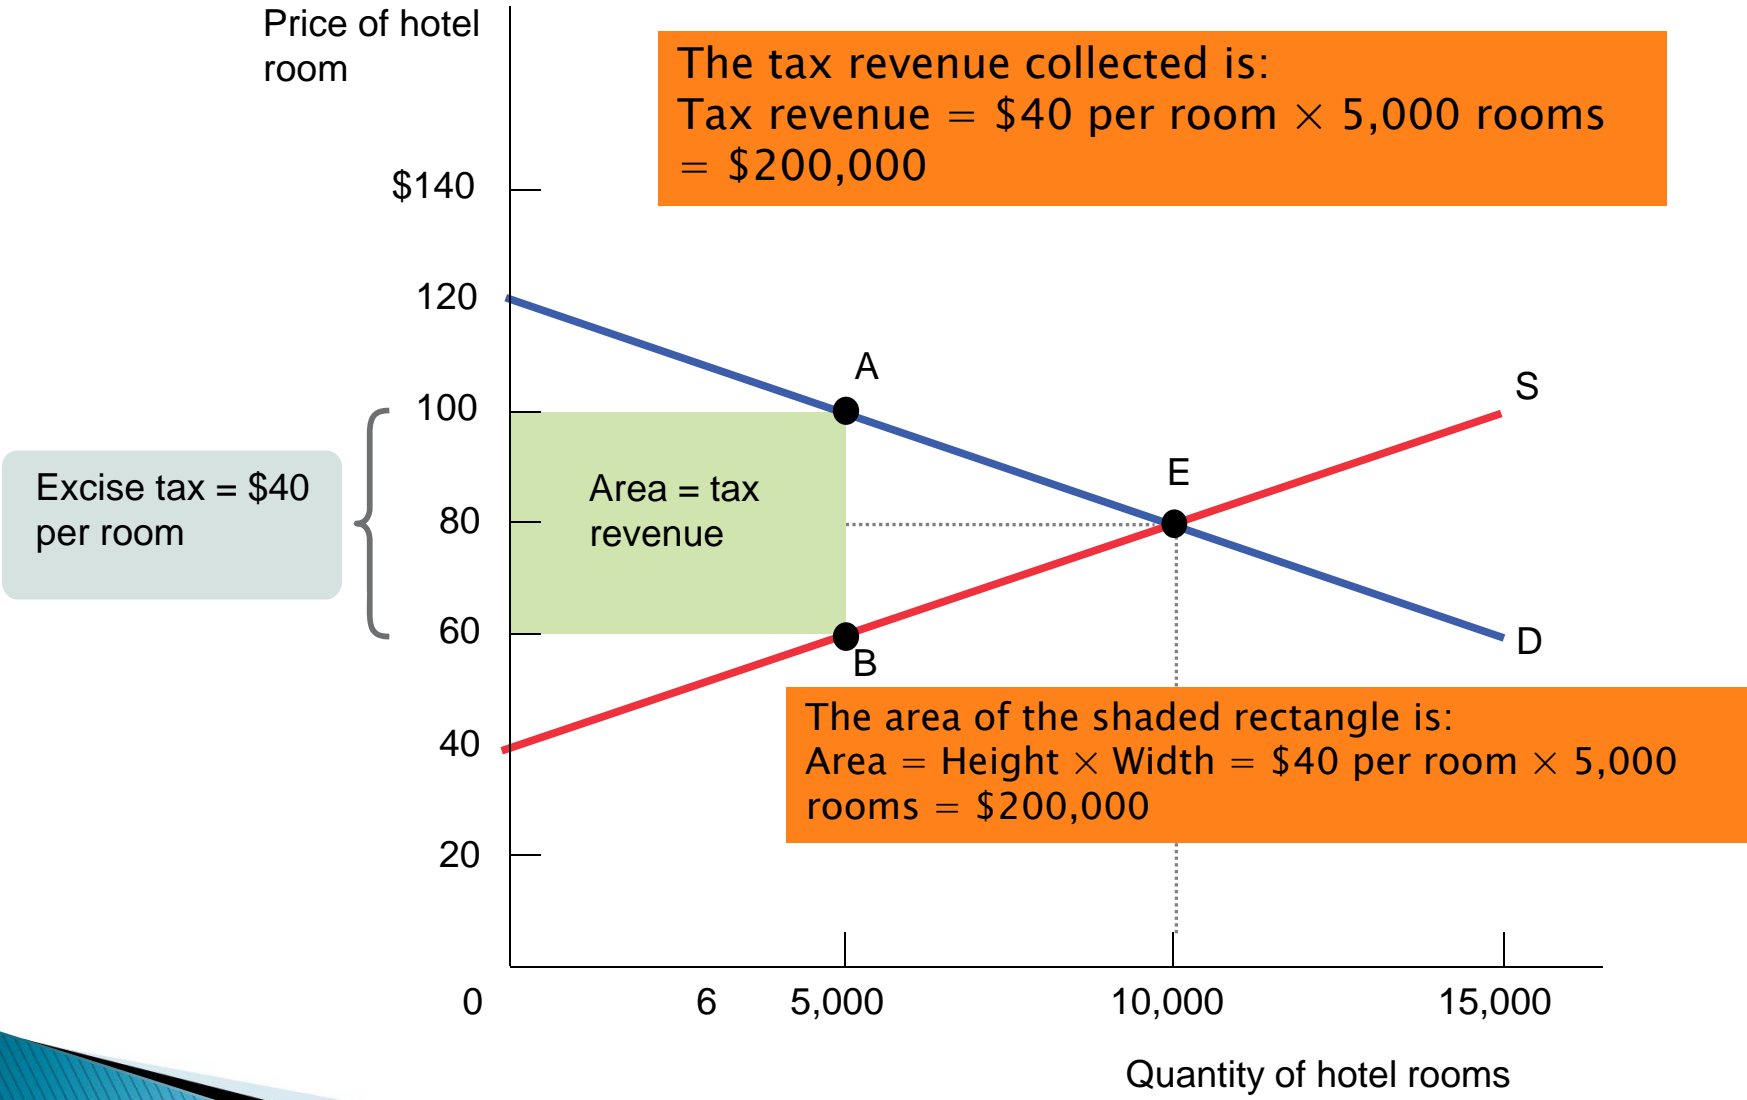 Price of hotel
room
The tax revenue collected is:
Tax revenue = $40 per room × 5,000 rooms
= $200,000
$140
120
A
100
S
Excise tax = $40
per room
Area = tax
revenue
E
80
60
B
D
The area of the shaded rectangle is:
Area = Height × Width = $40 per room × 5,000
rooms = $200,000
40
20
0 6 5,000 10,000 15,000
Quantity of hotel rooms